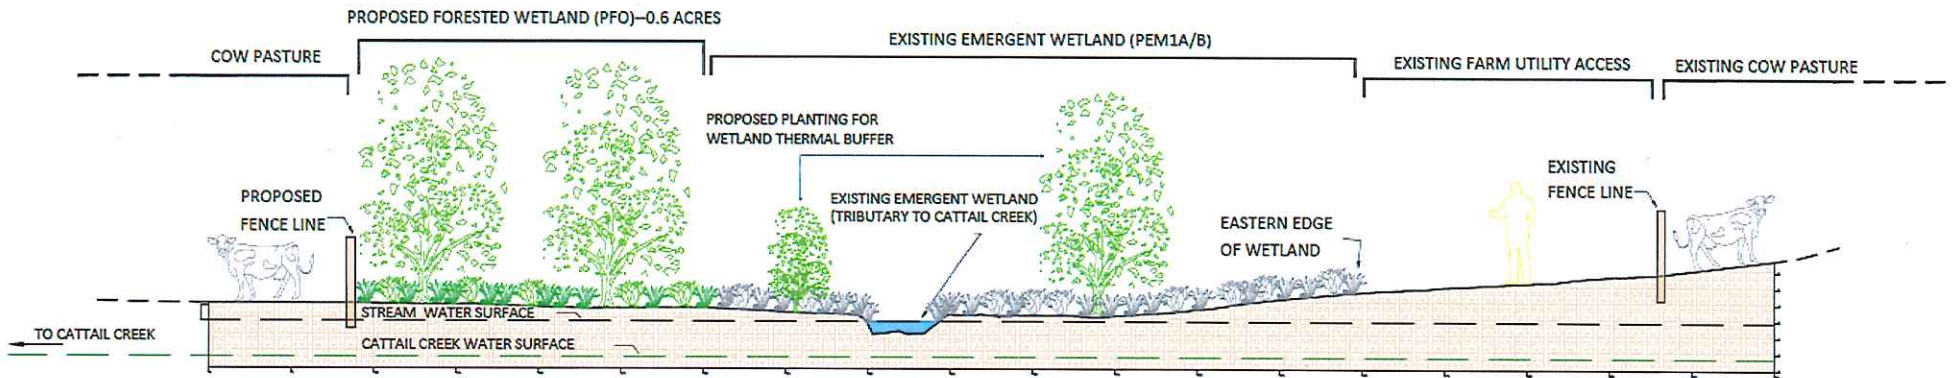 PROPOSED FORESTED WETLAND (PFO)–0.6 ACRES
COW PASTURE
EXISTING EMERGENT WETLAND (PEM1A/B)
EXISTING FARM UTILITY ACCESS
EXISTING COW PASTURE
PROPOSED PLANTING FOR
WETLAND THERMAL BUFFER
PROPOSED
FENCE LINE
EXISTING EMERGENT WETLAND
(TRIBUTARY TO CATTAIL CREEK)
EASTERN EDGE
OF WETLAND
EXISTING
FENCE LINE
STREAM WATER SURFACE
TO CATTAIL CREEK
CATTAIL CREEK WATER SURFACE